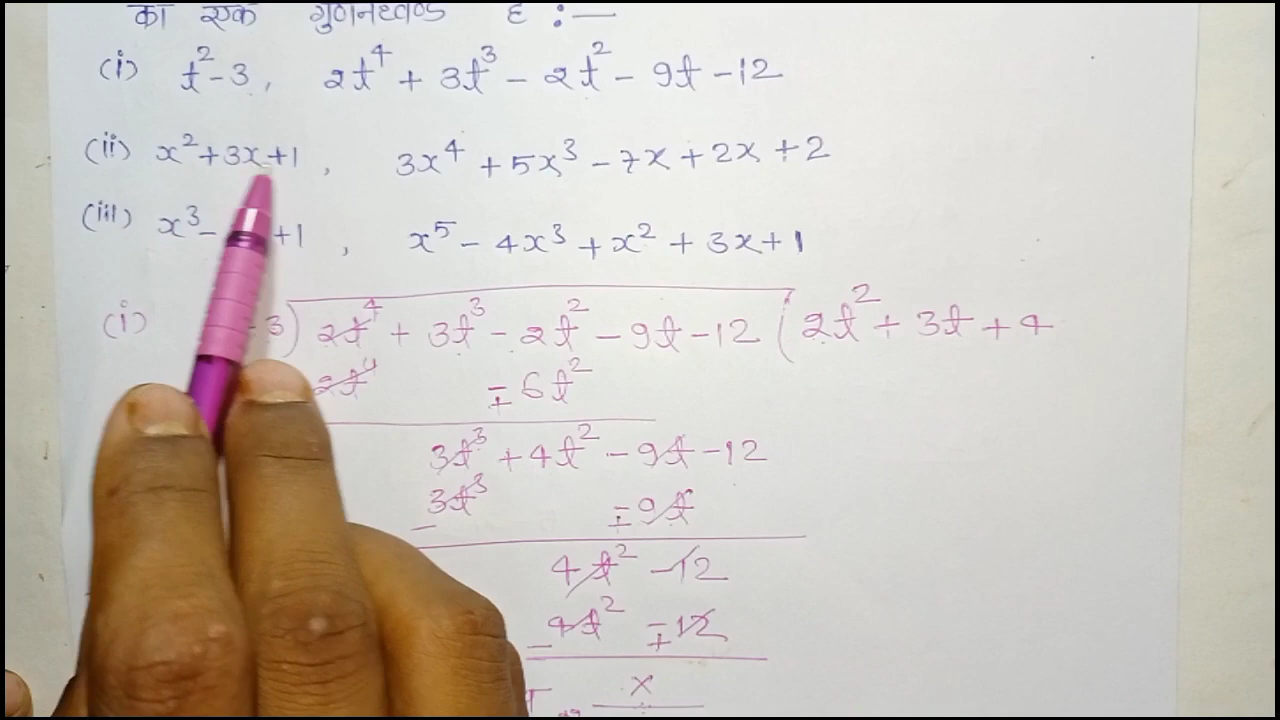 का एक गुणनखण्ड है :—
(i) t²-3, 2t⁴ + 3t³ - 2t² - 9t - 12
(ii) x²+3x+1, 3x⁴ + 5x³ - 7x + 2x + 2
(iii) x³- +1, x⁵ - 4x³ + x² + 3x + 1
(i) -3) 2t⁴ + 3t³ - 2t² - 9t - 12 ( 2t² + 3t + 4
2t⁴ ∓ 6t²
3t³ + 4t² - 9t - 12
- 3t³ ∓ 9t
4t² - 12
- 4t² ∓ 12
x